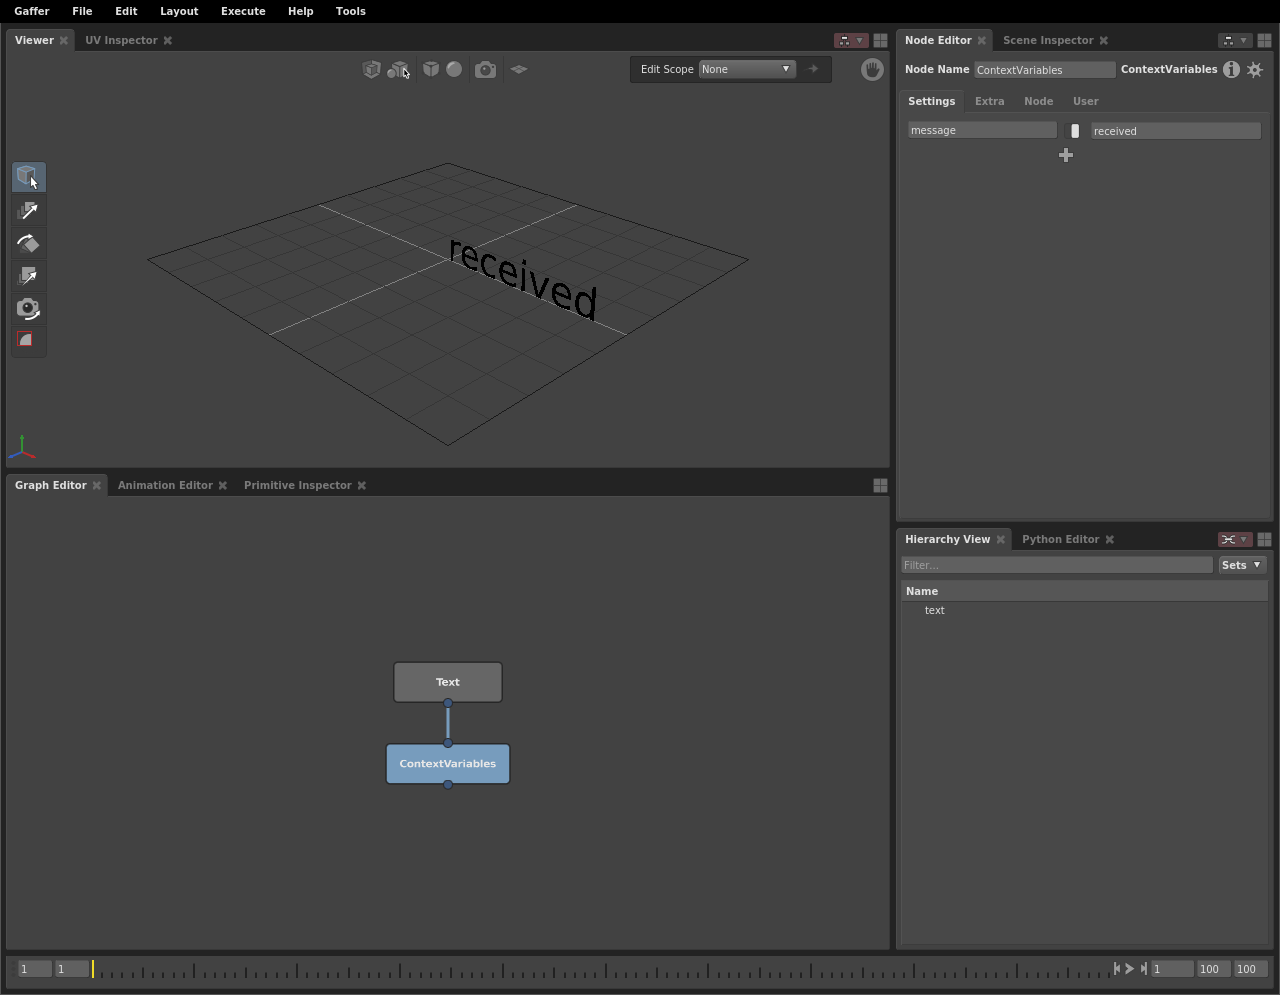 Gaffer File Edit Layout Execute Help Tools
Viewer UV Inspector
Edit Scope None
received
Node Editor Scene Inspector
Node Name ContextVariables ContextVariables
Settings Extra Node User
message received
Graph Editor Animation Editor Primitive Inspector
Text
ContextVariables
Hierarchy View Python Editor
Filter... Sets
Name
text
1 1 1 100 100